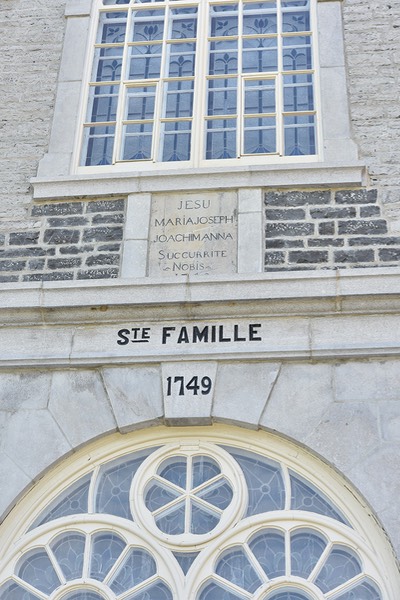 JESU
MARIA JOSEPH
JOACHIM ANNA
SUCCURRITE
-NOBIS-
STE FAMILLE
1749